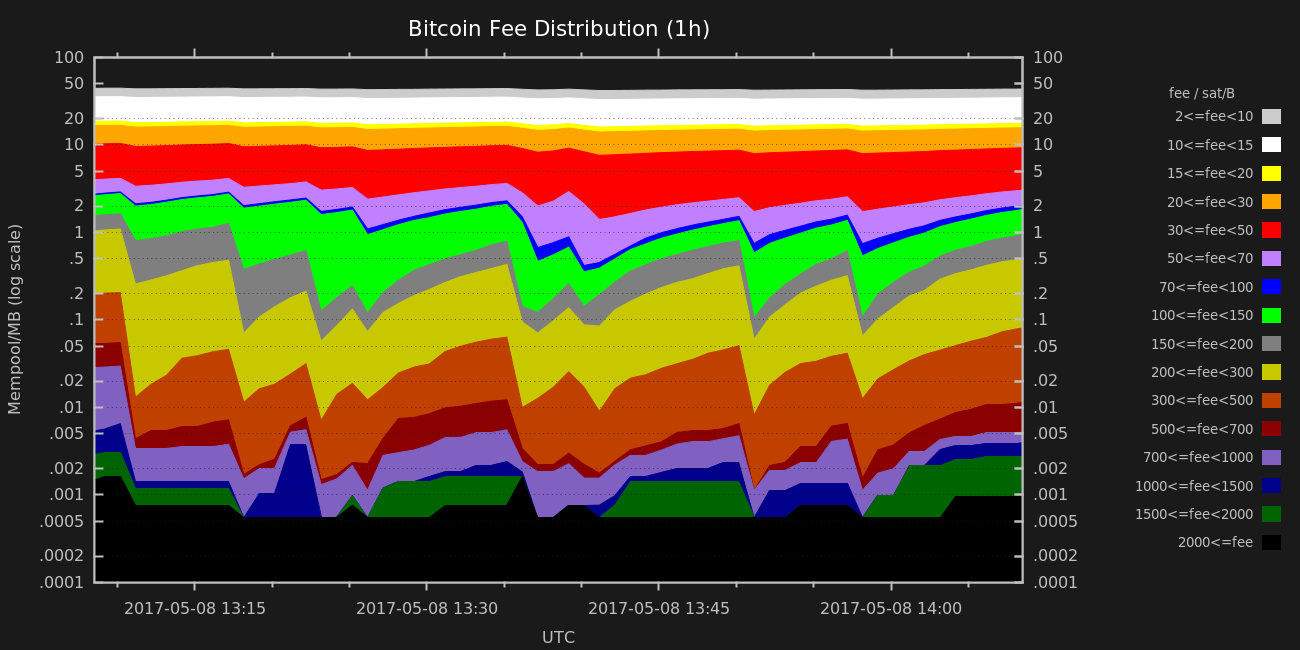 Bitcoin Fee Distribution (1h)
100
50
20
10
5
2
1
.5
.2
.1
.05
.02
.01
.005
.002
.001
.0005
.0002
.0001
Mempool/MB (log scale)
100
50
20
10
5
2
1
.5
.2
.1
.05
.02
.01
.005
.002
.001
.0005
.0002
.0001
2017-05-08 13:15
2017-05-08 13:30
2017-05-08 13:45
2017-05-08 14:00
UTC
fee / sat/B
2<=fee<10
10<=fee<15
15<=fee<20
20<=fee<30
30<=fee<50
50<=fee<70
70<=fee<100
100<=fee<150
150<=fee<200
200<=fee<300
300<=fee<500
500<=fee<700
700<=fee<1000
1000<=fee<1500
1500<=fee<2000
2000<=fee